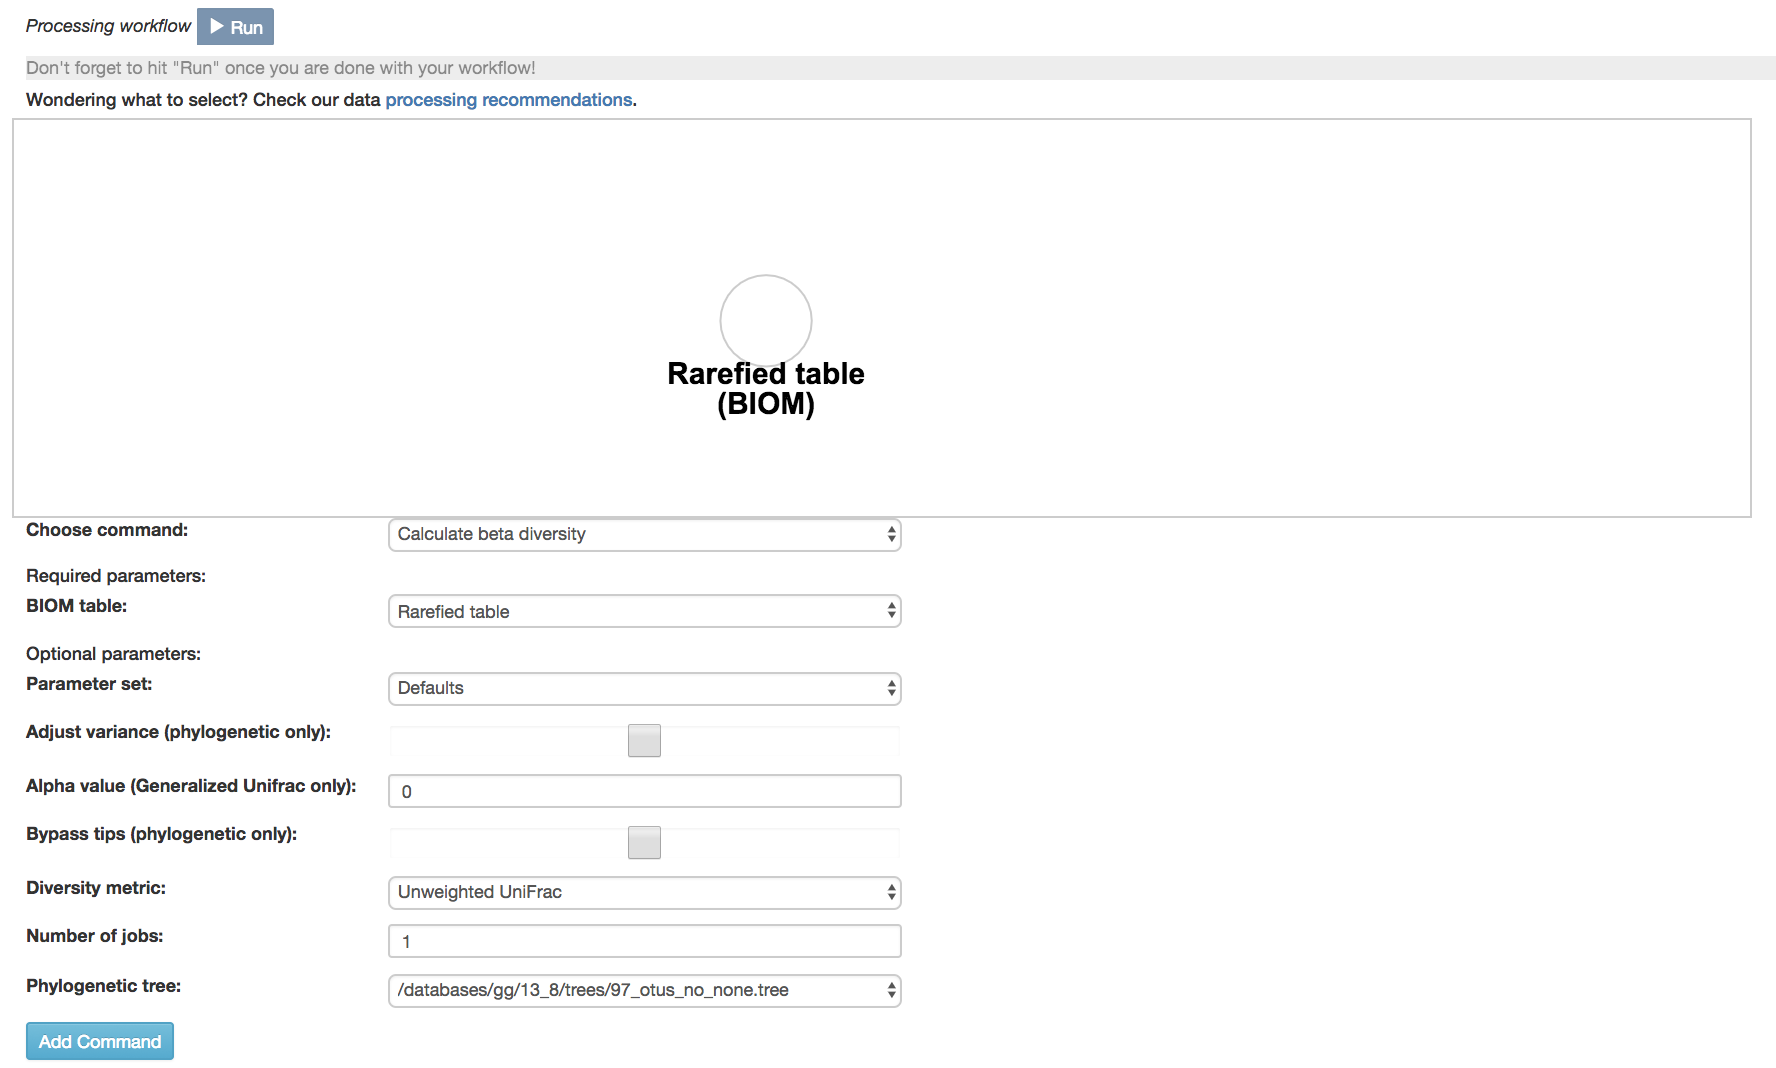 Processing workflow Run
Don't forget to hit "Run" once you are done with your workflow!
Wondering what to select? Check our data processing recommendations.
Rarefied table
(BIOM)
Choose command: Calculate beta diversity
Required parameters:
BIOM table: Rarefied table
Optional parameters:
Parameter set: Defaults
Adjust variance (phylogenetic only):
Alpha value (Generalized Unifrac only): 0
Bypass tips (phylogenetic only):
Diversity metric: Unweighted UniFrac
Number of jobs: 1
Phylogenetic tree: /databases/gg/13_8/trees/97_otus_no_none.tree
Add Command